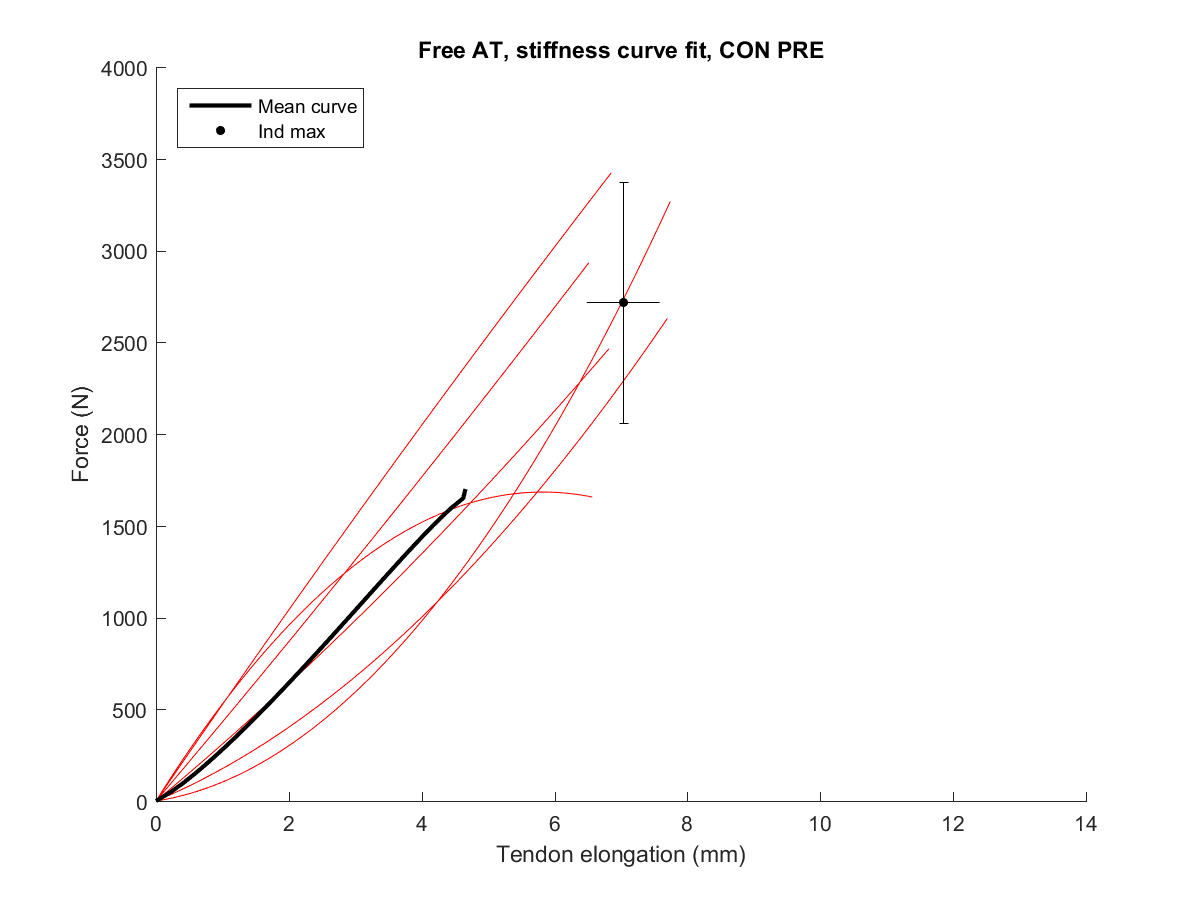 Free AT, stiffness curve fit, CON PRE
Mean curve
Ind max
Force (N)
4000
3500
3000
2500
2000
1500
1000
500
0
0 2 4 6 8 10 12 14
Tendon elongation (mm)